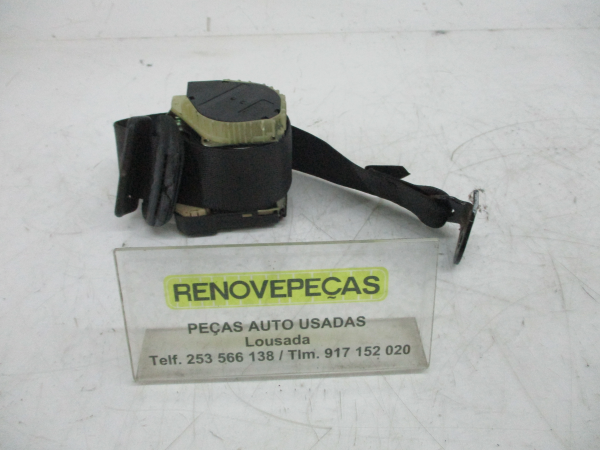 RENOVEPEÇAS
PEÇAS AUTO USADAS
Lousada
Telf. 253 566 138 / Tlm. 917 152 020